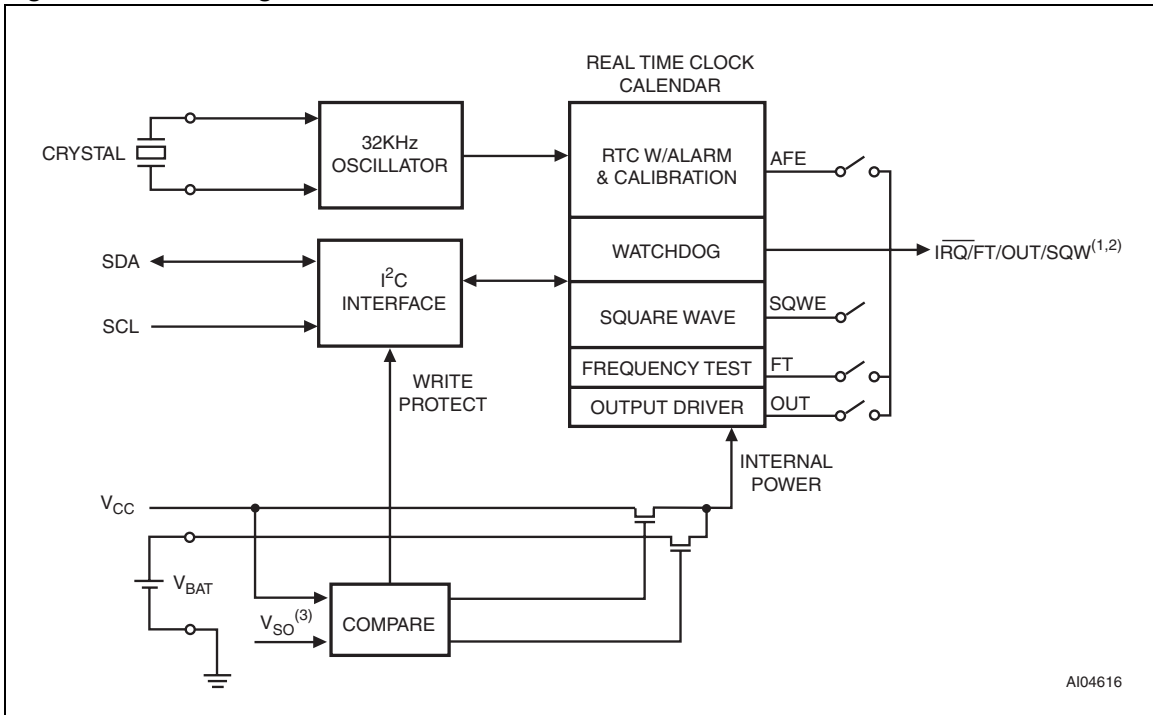 REAL TIME CLOCK
CALENDAR
CRYSTAL
32KHz
OSCILLATOR
RTC W/ALARM
& CALIBRATION
AFE
WATCHDOG
IRQ/FT/OUT/SQW(1,2)
SDA
SCL
I2C
INTERFACE
SQUARE WAVE
SQWE
FREQUENCY TEST
FT
OUTPUT DRIVER
OUT
WRITE
PROTECT
INTERNAL
POWER
VCC
VBAT
VSO(3)
COMPARE
AI04616